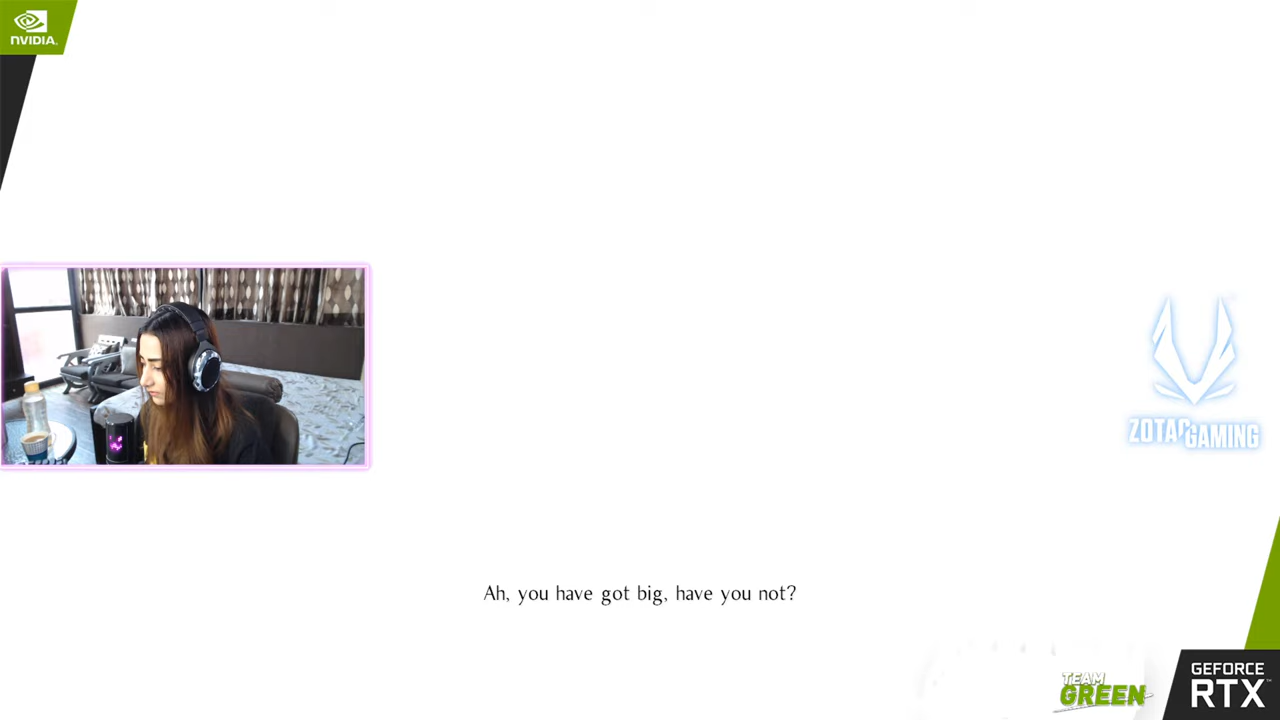 NVIDIA.
ZOTAC GAMING
Ah, you have got big, have you not?
TEAM
GREEN
GEFORCE
RTX